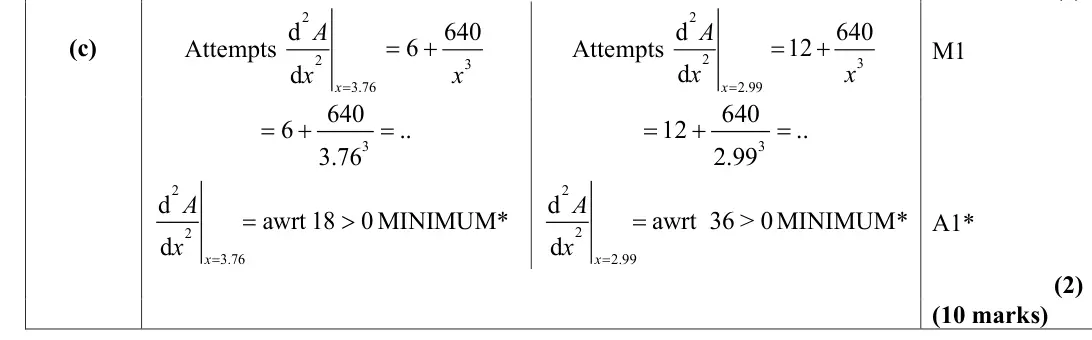 (c) Attempts d²A/dx²|ₓ₌₃.₇₆ = 6 + 640/x³ Attempts d²A/dx²|ₓ₌₂.₉₉ = 12 + 640/x³ M1
= 6 + 640/3.76³ = .. = 12 + 640/2.99³ = ..
d²A/dx²|ₓ₌₃.₇₆ = awrt 18 > 0 MINIMUM* d²A/dx²|ₓ₌₂.₉₉ = awrt 36 > 0 MINIMUM* A1*
(2)
(10 marks)